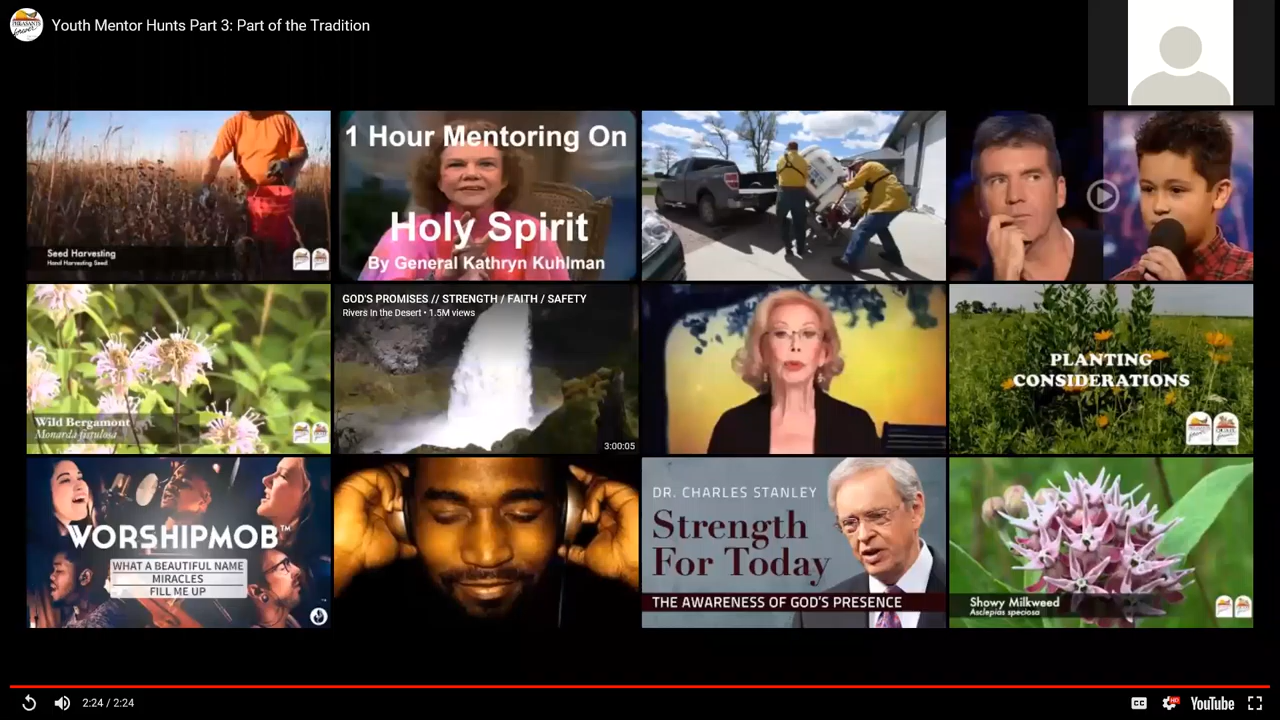 Youth Mentor Hunts Part 3: Part of the Tradition
Seed Harvesting
Hand Harvesting Seed
1 Hour Mentoring On
Holy Spirit
By General Kathryn Kuhlman
Wild Bergamont
Monarda fistulosa
GOD'S PROMISES // STRENGTH / FAITH / SAFETY
Rivers In the Desert • 1.5M views
3:00:05
PLANTING
CONSIDERATIONS
WORSHIPMOB™
WHAT A BEAUTIFUL NAME
MIRACLES
FILL ME UP
DR. CHARLES STANLEY
Strength
For Today
THE AWARENESS OF GOD'S PRESENCE
Showy Milkweed
Asclepias speciosa
2:24 / 2:24
CC
HD
YouTube